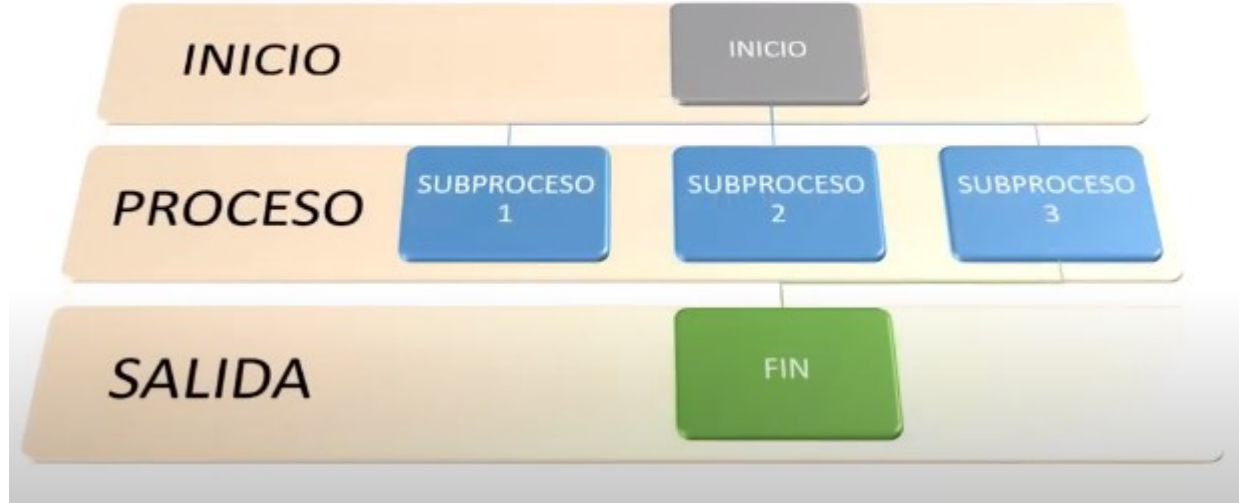 INICIO
INICIO
PROCESO
SUBPROCESO
1
SUBPROCESO
2
SUBPROCESO
3
SALIDA
FIN